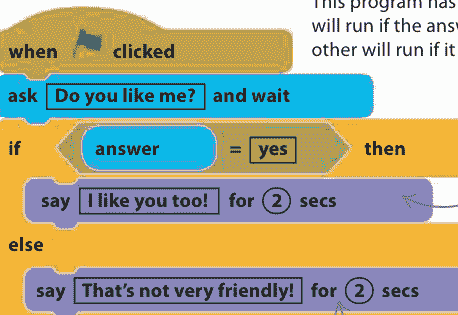 This program has
will run if the answ
other will run if it
when clicked
ask Do you like me? and wait
if answer = yes then
say I like you too! for 2 secs
else
say That's not very friendly! for 2 secs